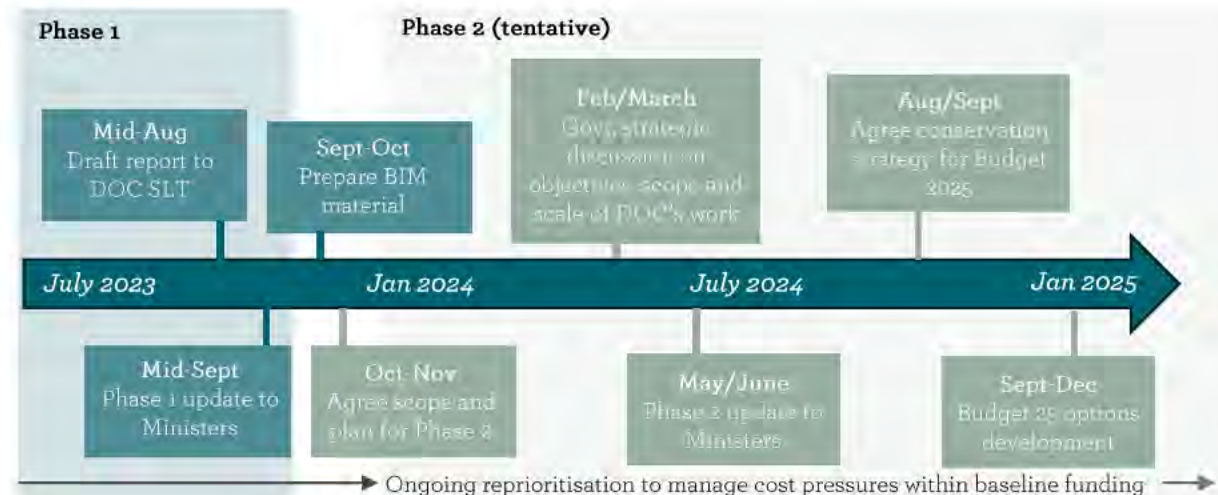 Phase 1
Phase 2 (tentative)
Mid-Aug
Draft report to
DOC SLT
Sept-Oct
Prepare BIM
material
Feb/March
Govt strategic
discussion on
objectives, scope and
scale of DOC's work
Aug/Sept
Agree conservation
strategy for Budget
2025
July 2023
Jan 2024
July 2024
Jan 2025
Mid-Sept
Phase 1 update to
Ministers
Oct-Nov
Agree scope and
plan for Phase 2
May/June
Phase 2 update to
Ministers
Sept-Dec
Budget 25 options
development
Ongoing reprioritisation to manage cost pressures within baseline funding